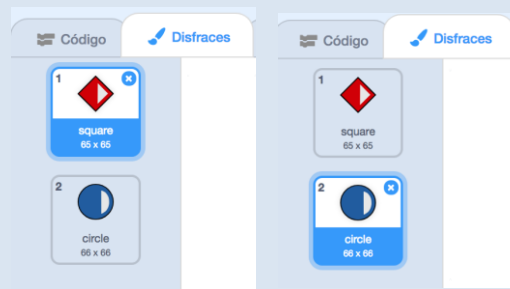 Código
Disfraces
1
square
65 x 65
2
circle
66 x 66
Código
Disfraces
1
square
65 x 65
2
circle
66 x 66